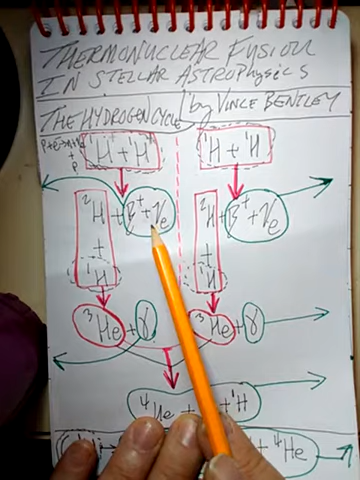 THERMONUCLEAR FUSION
IN STELLAR ASTROPHYSICS
THE HYDROGEN CYCLE by VINCE BENTLEY
¹H + ¹H ¹H + ¹H
+
P
²H + β⁺ + νe ²H + β⁺ + νe
+ +
¹H ¹H
³He + γ ³He + γ
⁴He + ¹H
+ ⁴He